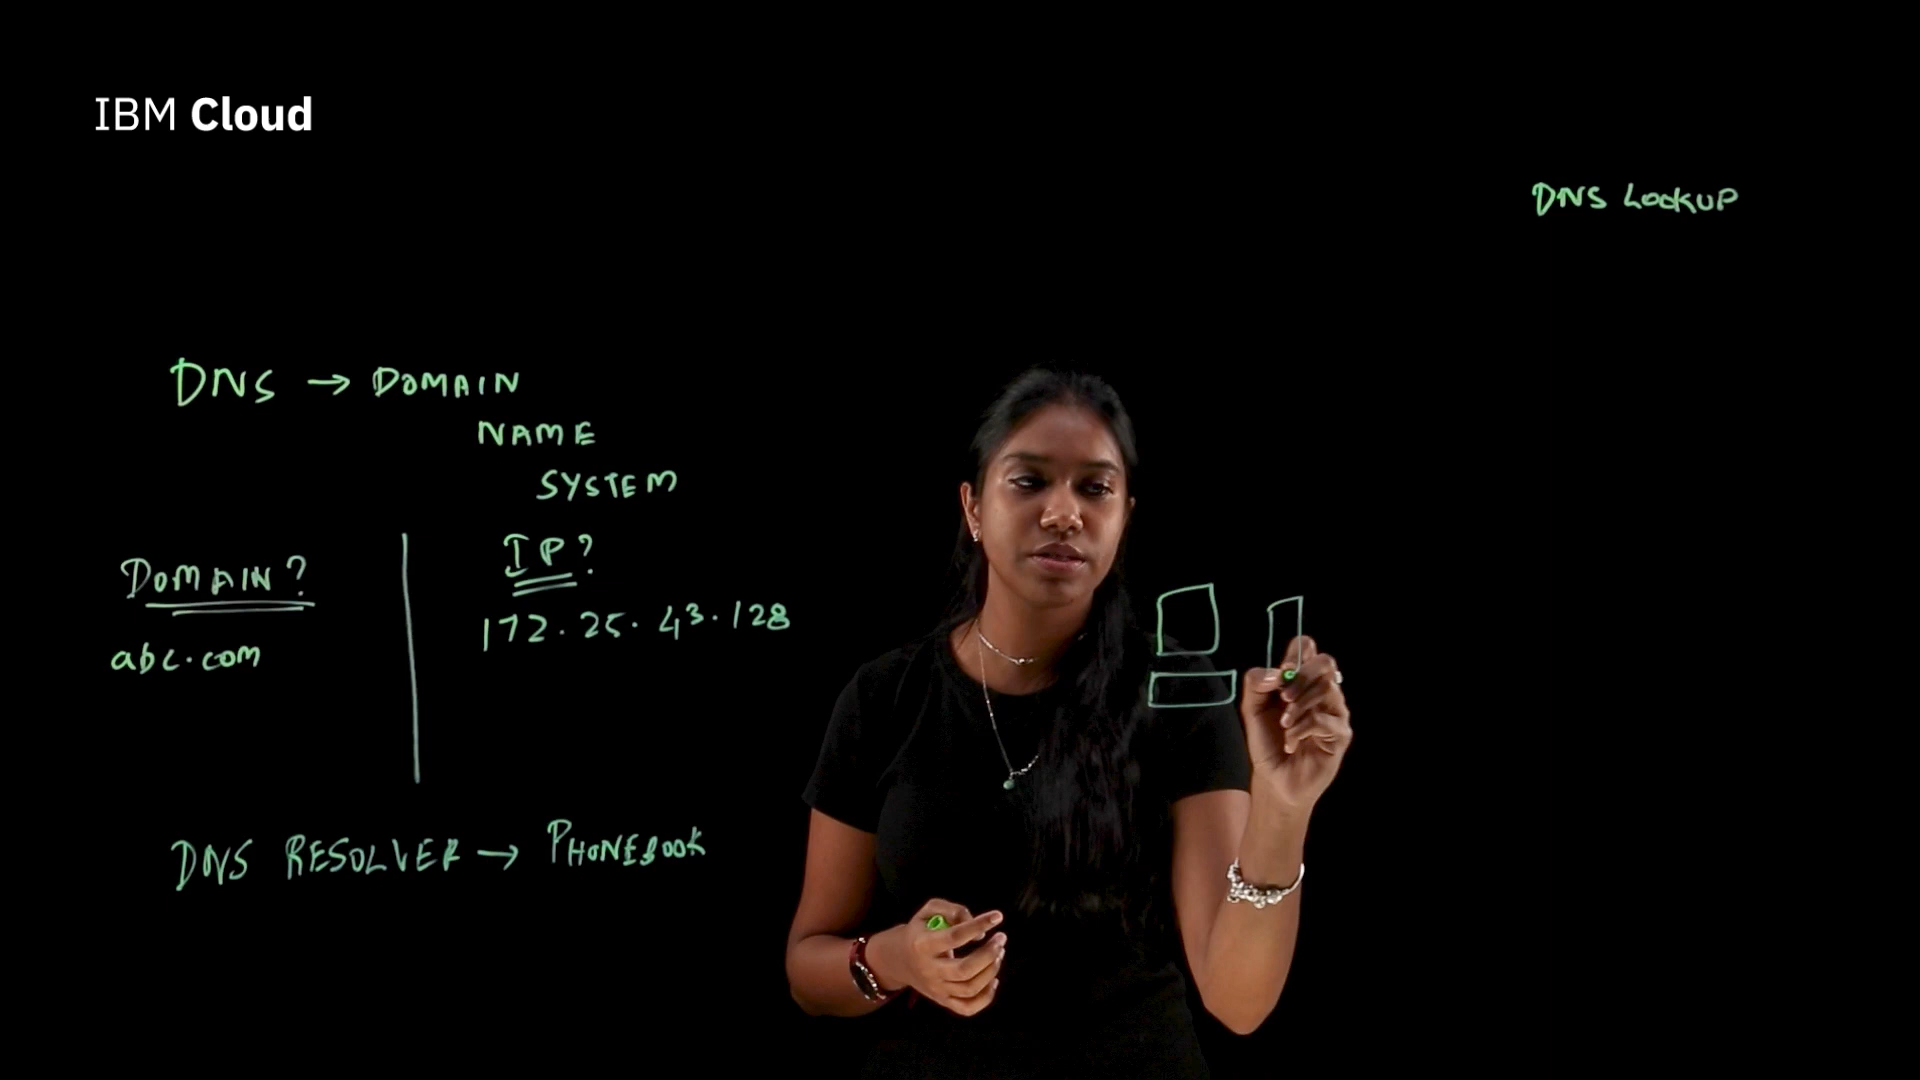 IBM Cloud
DNS LOOKUP
DNS → DOMAIN
NAME
SYSTEM
DOMAIN?
abc.com
IP?
172.25.43.128
DNS RESOLVER → PHONEBOOK